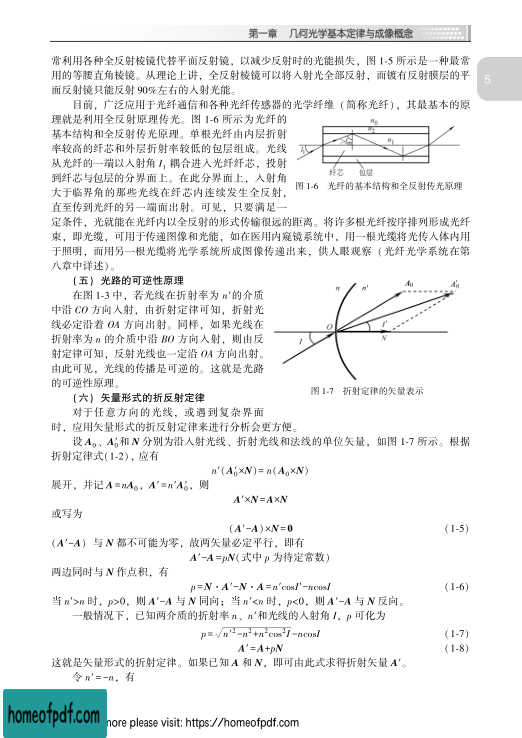 第一章 几何光学基本定律与成像概念
5
常利用各种全反射棱镜代替平面反射镜，以减少反射时的光能损失，图 1-5 所示是一种最常
用的等腰直角棱镜。从理论上讲，全反射棱镜可以将入射光全部反射，而镀有反射膜层的平
面反射镜只能反射 90%左右的入射光能。
目前，广泛应用于光纤通信和各种光纤传感器的光学纤维（简称光纤），其最基本的原
理就是利用全反射原理传光。图 1-6 所示为光纤的
基本结构和全反射传光原理。单根光纤由内层折射
率较高的纤芯和外层折射率较低的包层组成。光线
从光纤的一端以入射角 I₁ 耦合进入光纤纤芯，投射
到纤芯与包层的分界面上。在此分界面上，入射角
大于临界角的那些光线在纤芯内连续发生全反射，
直至传到光纤的另一端面出射。可见，只要满足一
n₀
n₂
n₁
I₁
Iₘ
纤芯 包层
图 1-6 光纤的基本结构和全反射传光原理
定条件，光就能在光纤内以全反射的形式传输很远的距离。将许多根光纤按序排列形成光纤
束，即光缆，可用于传递图像和光能，如在医用内窥镜系统中，用一根光缆将光传入体内用
于照明，而用另一根光缆将光学系统所成图像传递出来，供人眼观察（光纤光学系统在第
八章中详述）。
（五）光路的可逆性原理
在图 1-3 中，若光线在折射率为 n′的介质
中沿 CO 方向入射，由折射定律可知，折射光
线必定沿着 OA 方向出射。同样，如果光线在
折射率为 n 的介质中沿 BO 方向入射，则由反
射定律可知，反射光线也一定沿 OA 方向出射。
由此可见，光线的传播是可逆的。这就是光路
的可逆性原理。
n n′ A₀ A′₀
O
I I′
N
图 1-7 折射定律的矢量表示
（六）矢量形式的折反射定律
对于任意方向的光线，或遇到复杂界面
时，应用矢量形式的折反射定律来进行分析会更方便。
设 A₀、A′₀和 N 分别为沿入射光线、折射光线和法线的单位矢量，如图 1-7 所示。根据
折射定律式(1-2)，应有
n′(A′₀×N)=n(A₀×N)
展开，并记 A=nA₀，A′=n′A′₀，则
A′×N=A×N
或写为
(A′-A)×N=0 (1-5)
(A′-A) 与 N 都不可能为零，故两矢量必定平行，即有
A′-A=pN(式中 p 为待定常数)
两边同时与 N 作点积，有
p=N·A′-N·A=n′cosI′-ncosI (1-6)
当 n′>n 时，p>0，则 A′-A 与 N 同向；当 n′<n 时，p<0，则 A′-A 与 N 反向。
一般情况下，已知两介质的折射率 n、n′和光线的入射角 I，p 可化为
p=√(n′²-n²+n²cos²I)-ncosI (1-7)
A′=A+pN (1-8)
这就是矢量形式的折射定律。如果已知 A 和 N，即可由此式求得折射矢量 A′。
令 n′=-n，有
homeofpdf.com
more please visit: https://homeofpdf.com